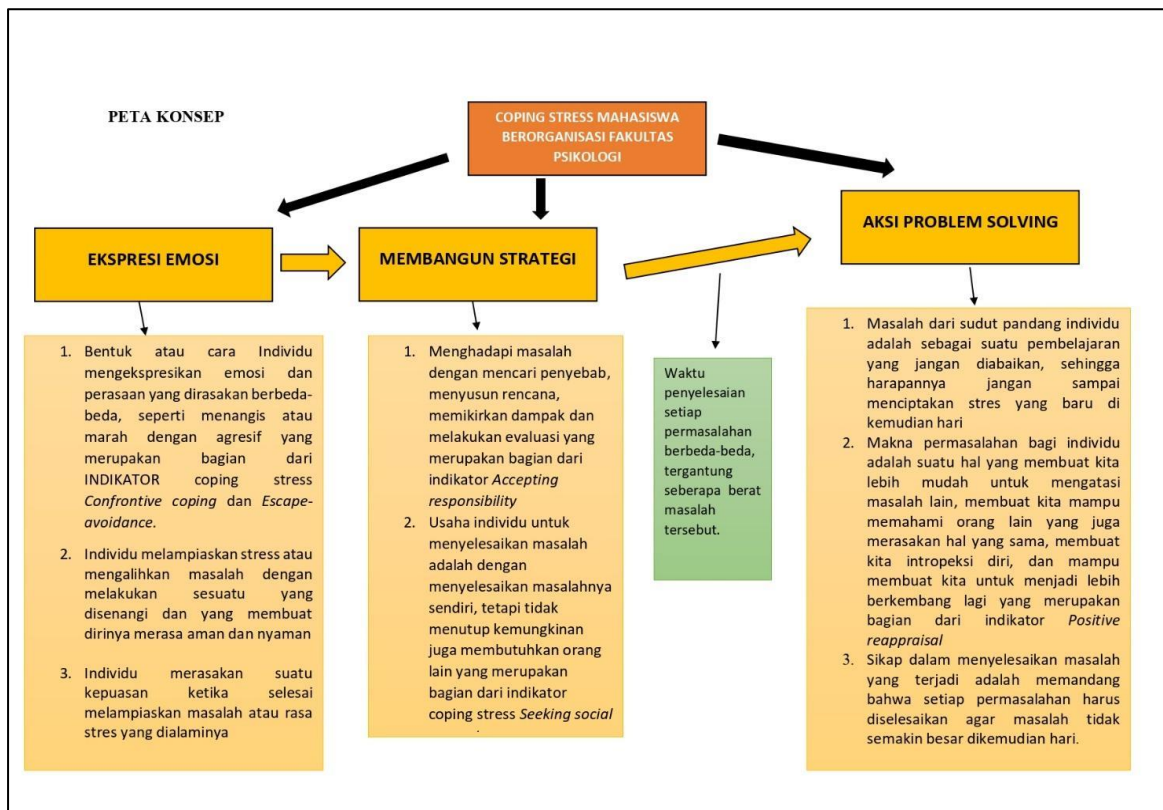 PETA KONSEP
COPING STRESS MAHASISWA
BERORGANISASI FAKULTAS
PSIKOLOGI
EKSPRESI EMOSI
MEMBANGUN STRATEGI
AKSI PROBLEM SOLVING
1. Bentuk atau cara Individu
mengekspresikan emosi dan
perasaan yang dirasakan berbeda-
beda, seperti menangis atau
marah dengan agresif yang
merupakan bagian dari
INDIKATOR coping stress
Confrontive coping dan Escape-
avoidance.
2. Individu melampiaskan stress atau
mengalihkan masalah dengan
melakukan sesuatu yang
disenangi dan yang membuat
dirinya merasa aman dan nyaman
3. Individu merasakan suatu
kepuasan ketika selesai
melampiaskan masalah atau rasa
stres yang dialaminya
1. Menghadapi masalah
dengan mencari penyebab,
menyusun rencana,
memikirkan dampak dan
melakukan evaluasi yang
merupakan bagian dari
indikator Accepting
responsibility
2. Usaha individu untuk
menyelesaikan masalah
adalah dengan
menyelesaikan masalahnya
sendiri, tetapi tidak
menutup kemungkinan
juga membutuhkan orang
lain yang merupakan
bagian dari indikator
coping stress Seeking social
Waktu
penyelesaian
setiap
permasalahan
berbeda-beda,
tergantung
seberapa berat
masalah
tersebut.
1. Masalah dari sudut pandang individu
adalah sebagai suatu pembelajaran
yang jangan diabaikan, sehingga
harapannya jangan sampai
menciptakan stres yang baru di
kemudian hari
2. Makna permasalahan bagi individu
adalah suatu hal yang membuat kita
lebih mudah untuk mengatasi
masalah lain, membuat kita mampu
memahami orang lain yang juga
merasakan hal yang sama, membuat
kita intropeksi diri, dan mampu
membuat kita untuk menjadi lebih
berkembang lagi yang merupakan
bagian dari indikator Positive
reappraisal
3. Sikap dalam menyelesaikan masalah
yang terjadi adalah memandang
bahwa setiap permasalahan harus
diselesaikan agar masalah tidak
semakin besar dikemudian hari.